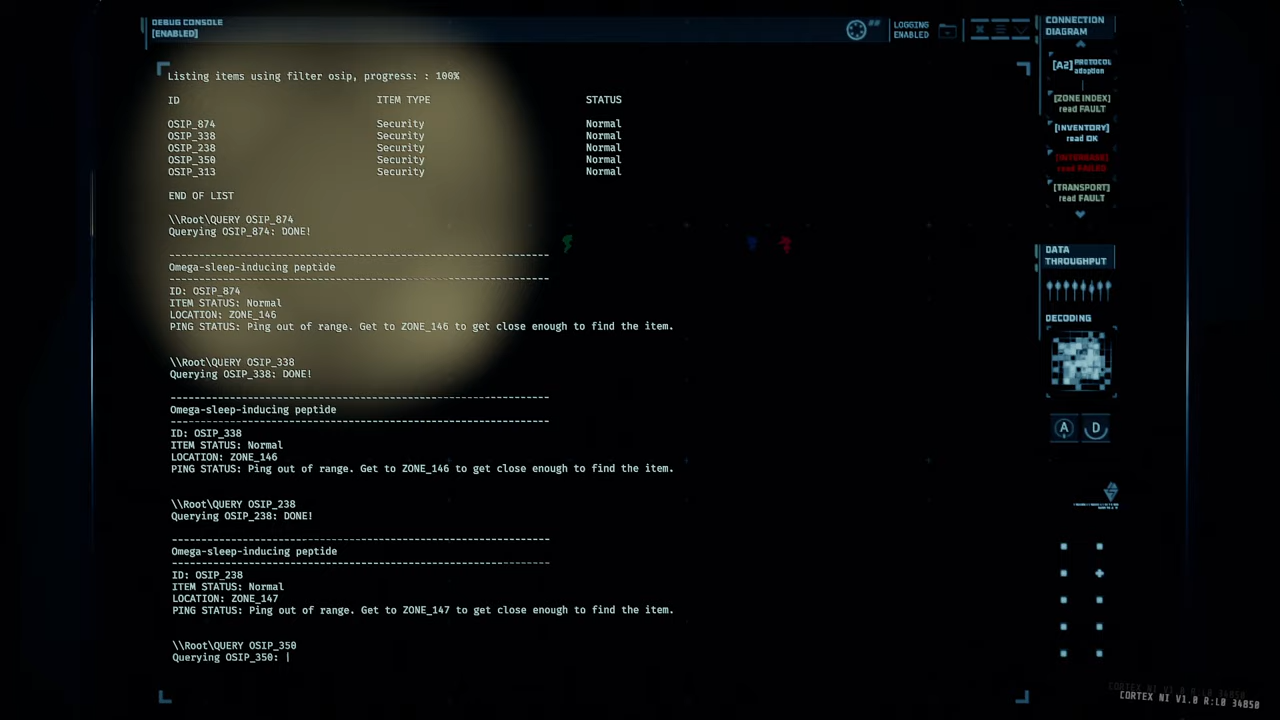 DEBUG CONSOLE
[ENABLED]
LOGGING
ENABLED
Listing items using filter osip, progress: : 100%
ID ITEM TYPE STATUS
OSIP_874 Security Normal
OSIP_338 Security Normal
OSIP_238 Security Normal
OSIP_350 Security Normal
OSIP_313 Security Normal
END OF LIST
\\Root\QUERY OSIP_874
Querying OSIP_874: DONE!
Omega-sleep-inducing peptide
ID: OSIP_874
ITEM STATUS: Normal
LOCATION: ZONE_146
PING STATUS: Ping out of range. Get to ZONE_146 to get close enough to find the item.
\\Root\QUERY OSIP_338
Querying OSIP_338: DONE!
Omega-sleep-inducing peptide
ID: OSIP_338
ITEM STATUS: Normal
LOCATION: ZONE_146
PING STATUS: Ping out of range. Get to ZONE_146 to get close enough to find the item.
\\Root\QUERY OSIP_238
Querying OSIP_238: DONE!
Omega-sleep-inducing peptide
ID: OSIP_238
ITEM STATUS: Normal
LOCATION: ZONE_147
PING STATUS: Ping out of range. Get to ZONE_147 to get close enough to find the item.
\\Root\QUERY OSIP_350
Querying OSIP_350: |
CONNECTION
DIAGRAM
[A2] PROTOCOL
adoption
[ZONE INDEX]
read FAULT
[INVENTORY]
read OK
read FAILED
[TRANSPORT]
read FAULT
DATA
THROUGHPUT
DECODING
A D
CORTEX NI V1.0 R:L0 34850